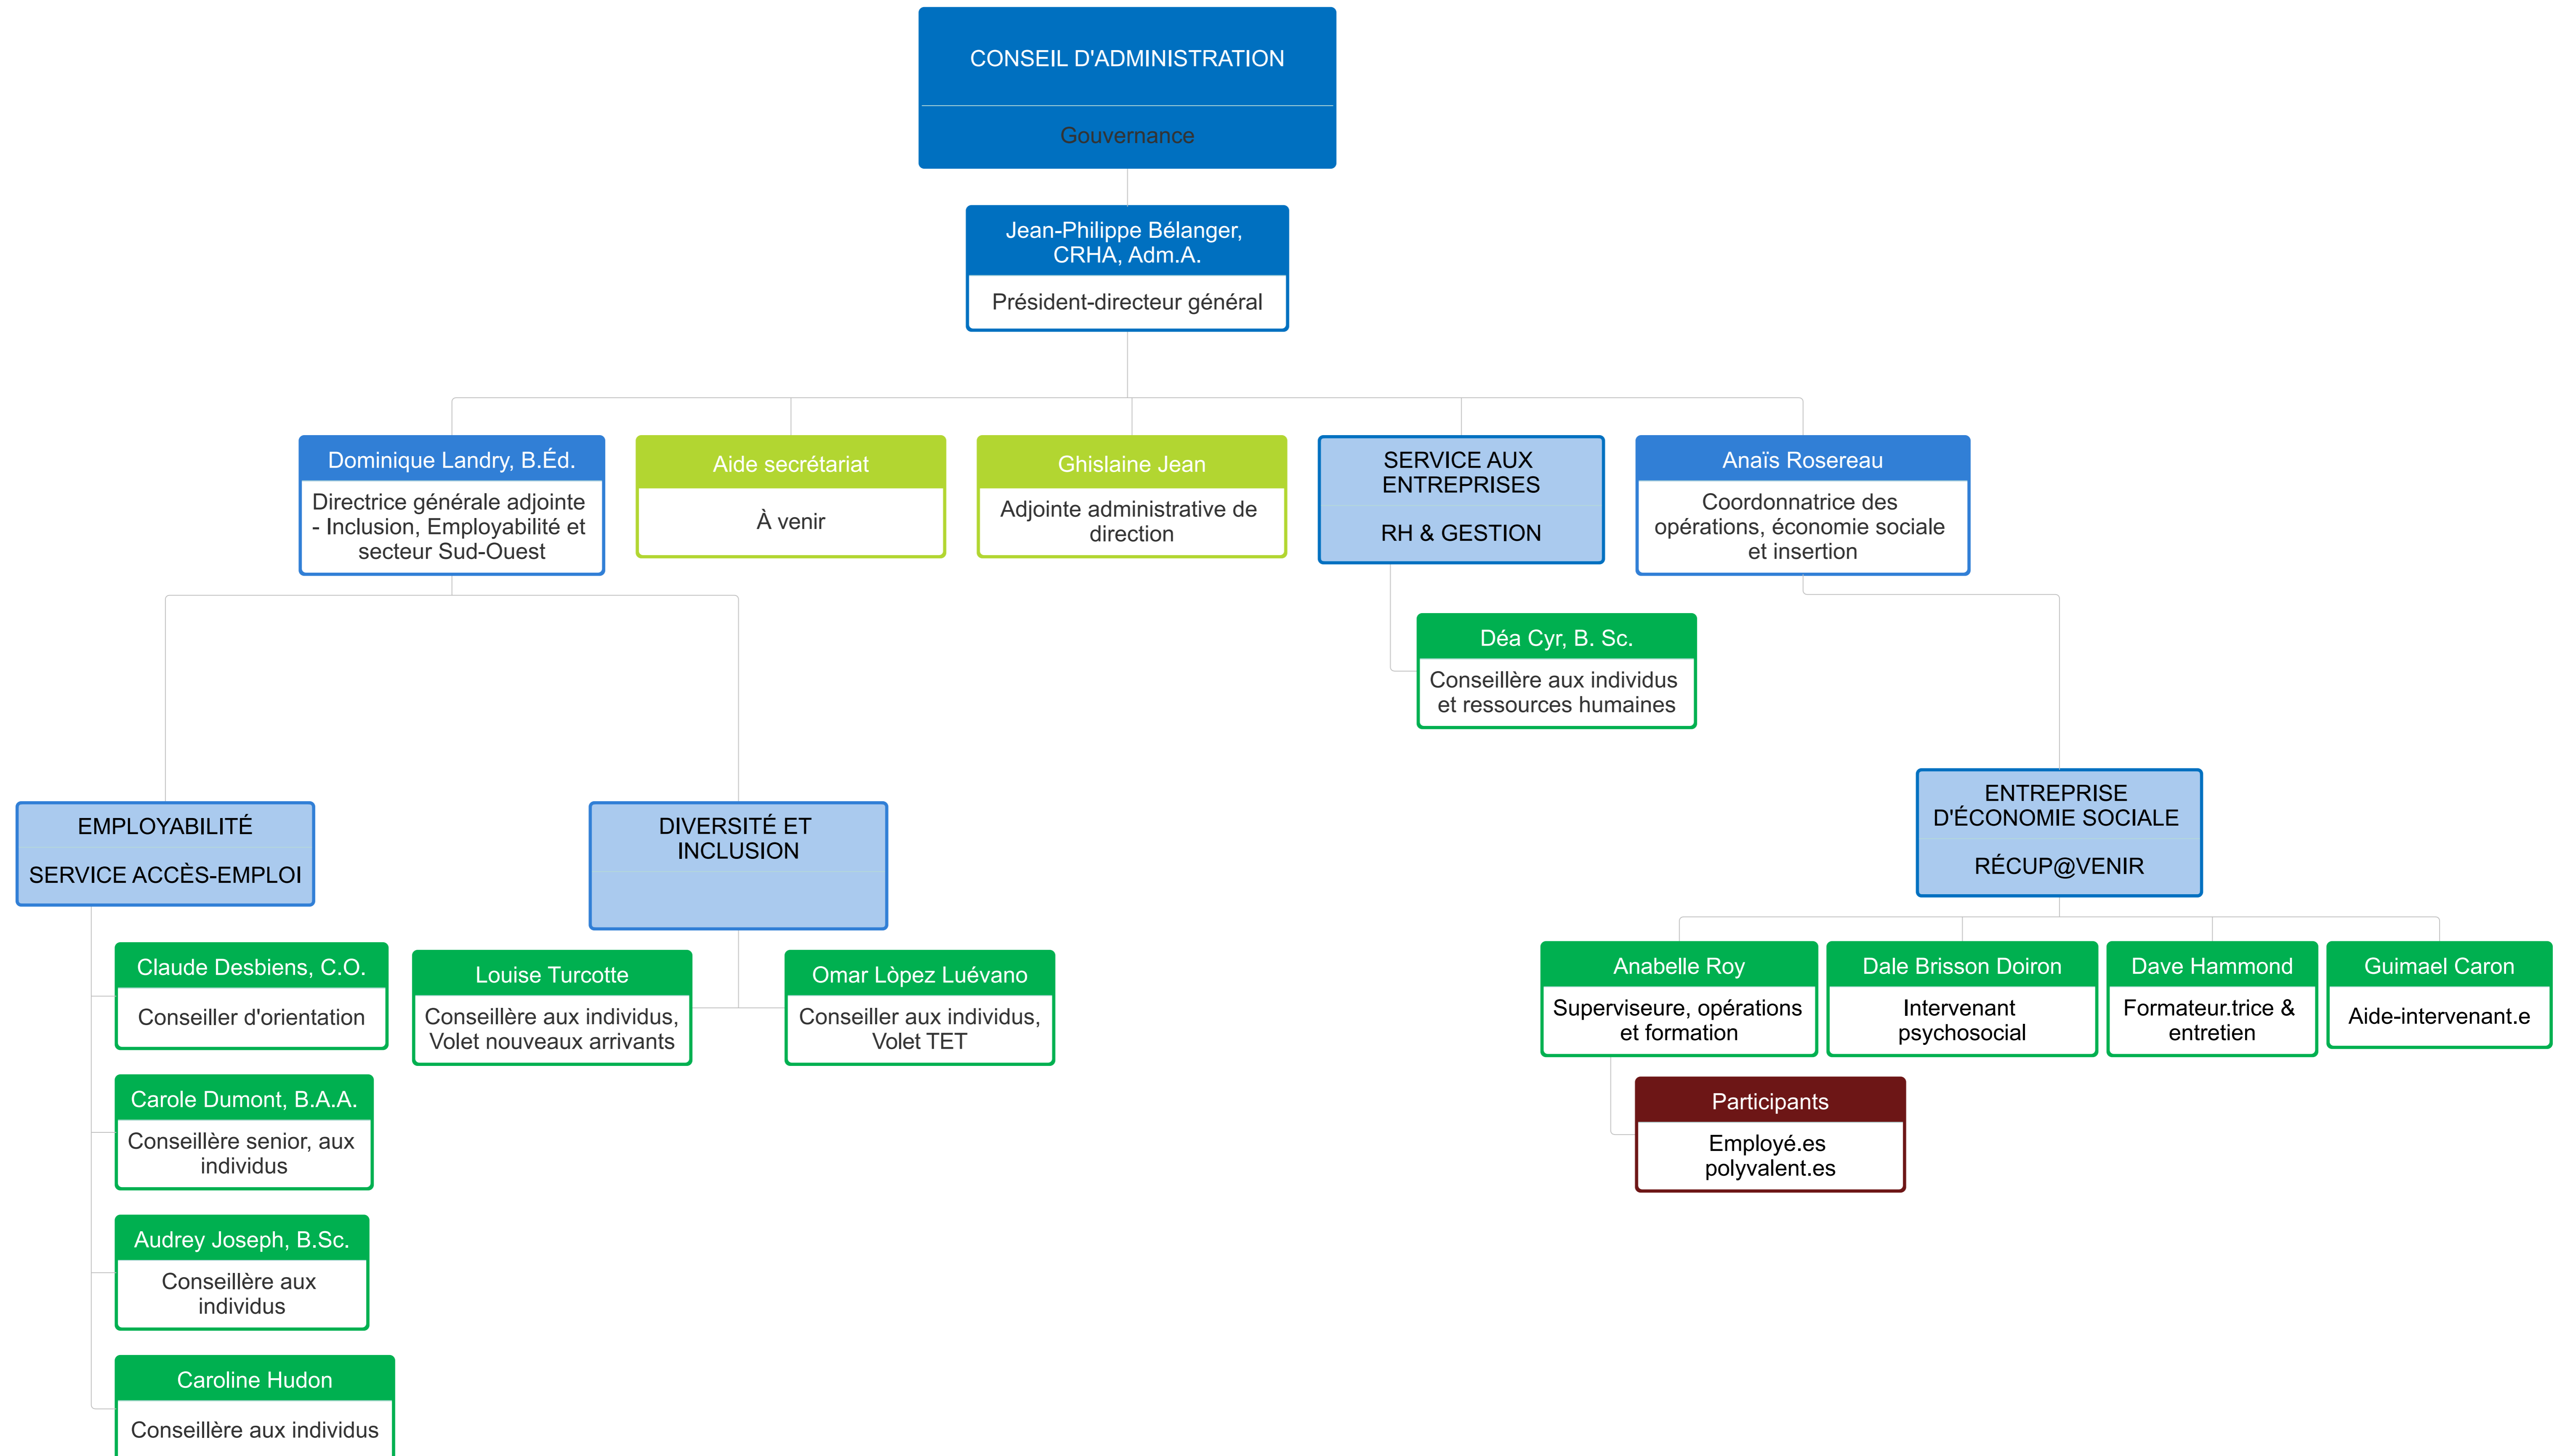 CONSEIL D'ADMINISTRATION
Gouvernance
Jean-Philippe Bélanger,
CRHA, Adm.A.
Président-directeur général
Dominique Landry, B.Éd.
Directrice générale adjointe
- Inclusion, Employabilité et
secteur Sud-Ouest
Aide secrétariat
À venir
Ghislaine Jean
Adjointe administrative de
direction
SERVICE AUX
ENTREPRISES
RH & GESTION
Anaïs Rosereau
Coordonnatrice des
opérations, économie sociale
et insertion
Déa Cyr, B. Sc.
Conseillère aux individus
et ressources humaines
EMPLOYABILITÉ
SERVICE ACCÈS-EMPLOI
DIVERSITÉ ET
INCLUSION
ENTREPRISE
D'ÉCONOMIE SOCIALE
RÉCUP@VENIR
Claude Desbiens, C.O.
Conseiller d'orientation
Carole Dumont, B.A.A.
Conseillère senior, aux
individus
Audrey Joseph, B.Sc.
Conseillère aux
individus
Caroline Hudon
Conseillère aux individus
Louise Turcotte
Conseillère aux individus,
Volet nouveaux arrivants
Omar Lòpez Luévano
Conseiller aux individus,
Volet TET
Anabelle Roy
Superviseure, opérations
et formation
Dale Brisson Doiron
Intervenant
psychosocial
Dave Hammond
Formateur.trice &
entretien
Guimael Caron
Aide-intervenant.e
Participants
Employé.es
polyvalent.es